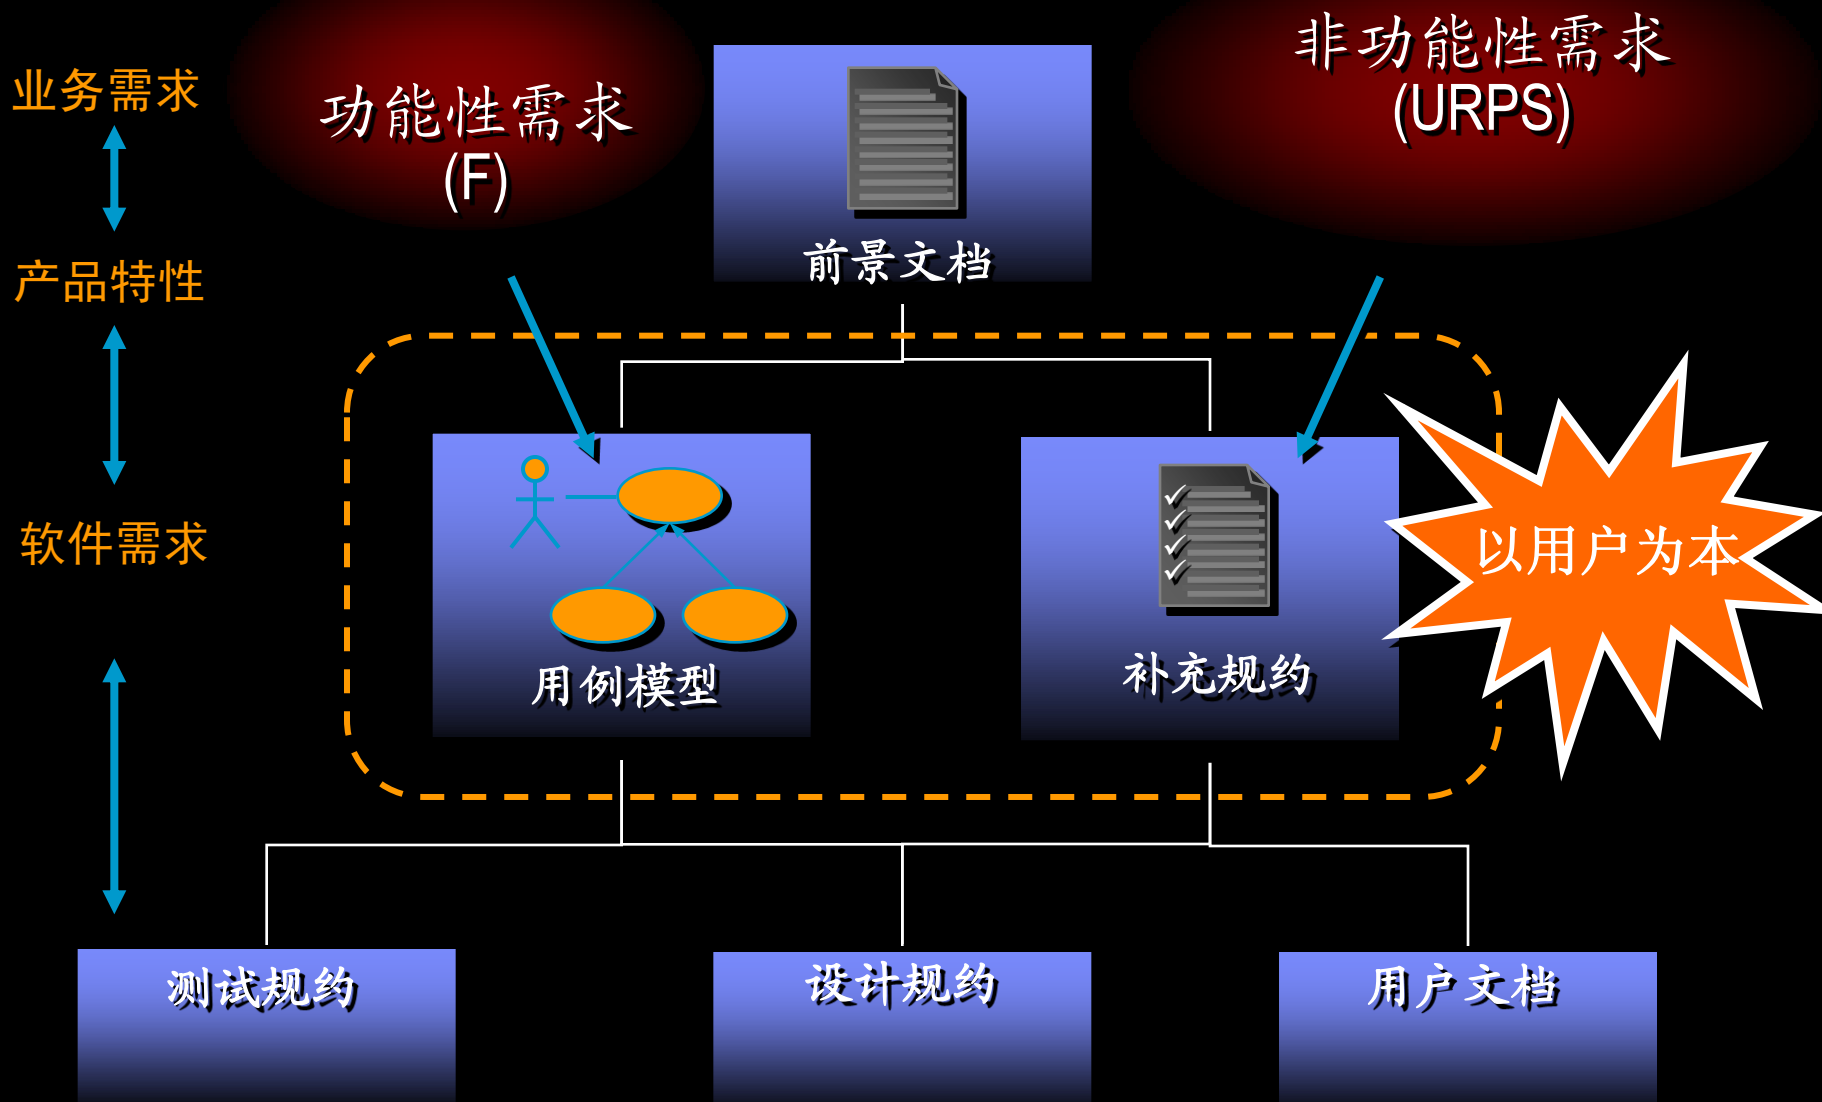 业务需求
功能性需求
(F)
前景文档
非功能性需求
(URPS)
产品特性
软件需求
用例模型
补充规约
以用户为本
测试规约
设计规约
用户文档